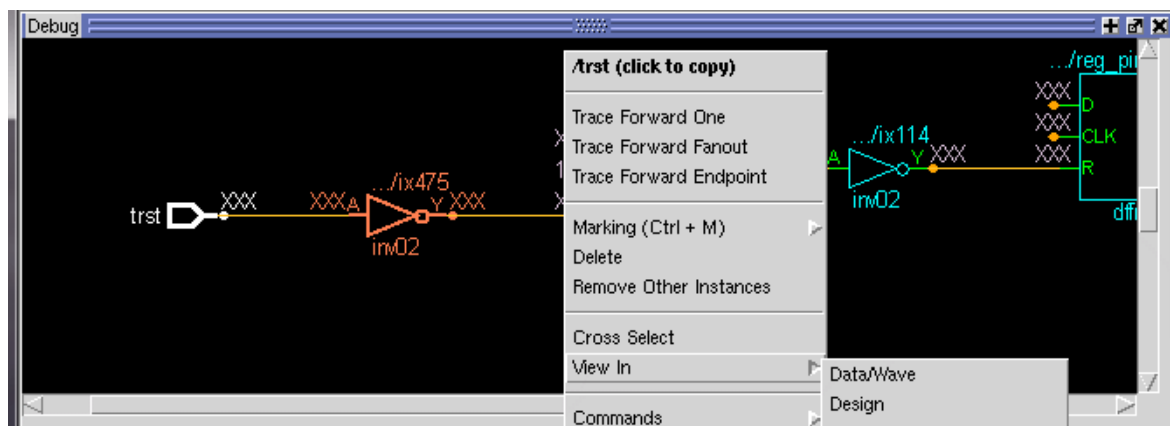 Debug
/trst (click to copy)
Trace Forward One
Trace Forward Fanout
Trace Forward Endpoint
Marking (Ctrl + M)
Delete
Remove Other Instances
Cross Select
View In
Commands
Data/Wave
Design
trst
XXX
XXX
A
.../ix475
Y
XXX
inv02
A
.../ix114
Y
XXX
inv02
XXX
D
XXX
CLK
XXX
R